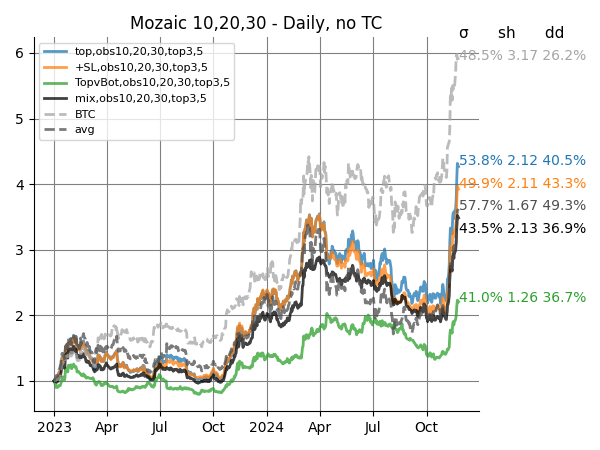 Mozaic 10,20,30 - Daily, no TC
σ sh dd
top,obs10,20,30,top3,5
+SL,obs10,20,30,top3,5
TopvBot,obs10,20,30,top3,5
mix,obs10,20,30,top3,5
BTC
avg
48.5% 3.17 26.2%
53.8% 2.12 40.5%
49.9% 2.11 43.3%
57.7% 1.67 49.3%
43.5% 2.13 36.9%
41.0% 1.26 36.7%
6
5
4
3
2
1
2023 Apr Jul Oct 2024 Apr Jul Oct